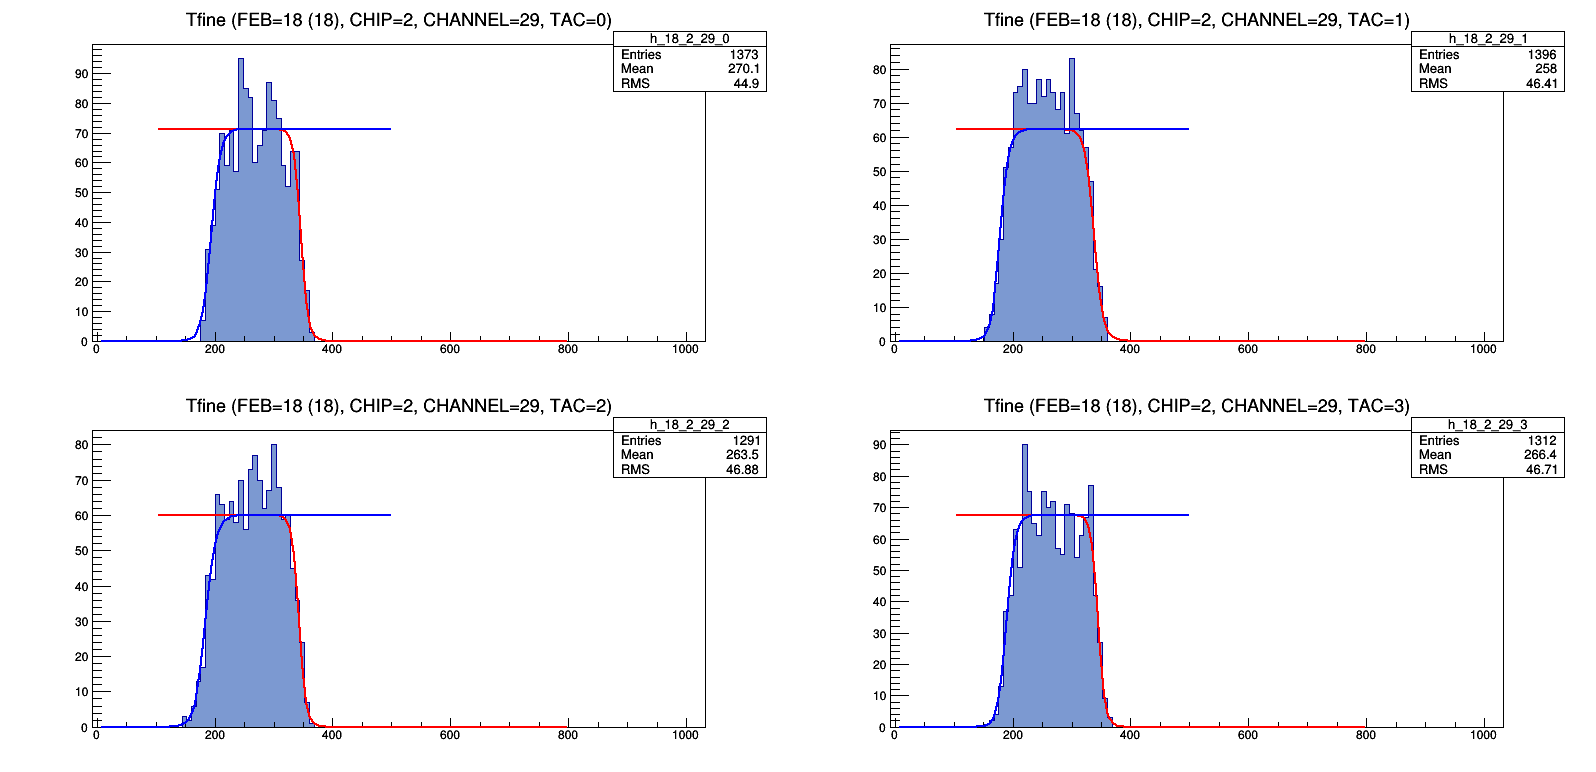 Tfine (FEB=18 (18), CHIP=2, CHANNEL=29, TAC=0)
h_18_2_29_0
Entries 1373
Mean 270.1
RMS 44.9
90
80
70
60
50
40
30
20
10
0
0 200 400 600 800 1000
Tfine (FEB=18 (18), CHIP=2, CHANNEL=29, TAC=1)
h_18_2_29_1
Entries 1396
Mean 258
RMS 46.41
80
70
60
50
40
30
20
10
0
0 200 400 600 800 1000
Tfine (FEB=18 (18), CHIP=2, CHANNEL=29, TAC=2)
h_18_2_29_2
Entries 1291
Mean 263.5
RMS 46.88
80
70
60
50
40
30
20
10
0
0 200 400 600 800 1000
Tfine (FEB=18 (18), CHIP=2, CHANNEL=29, TAC=3)
h_18_2_29_3
Entries 1312
Mean 266.4
RMS 46.71
90
80
70
60
50
40
30
20
10
0
0 200 400 600 800 1000